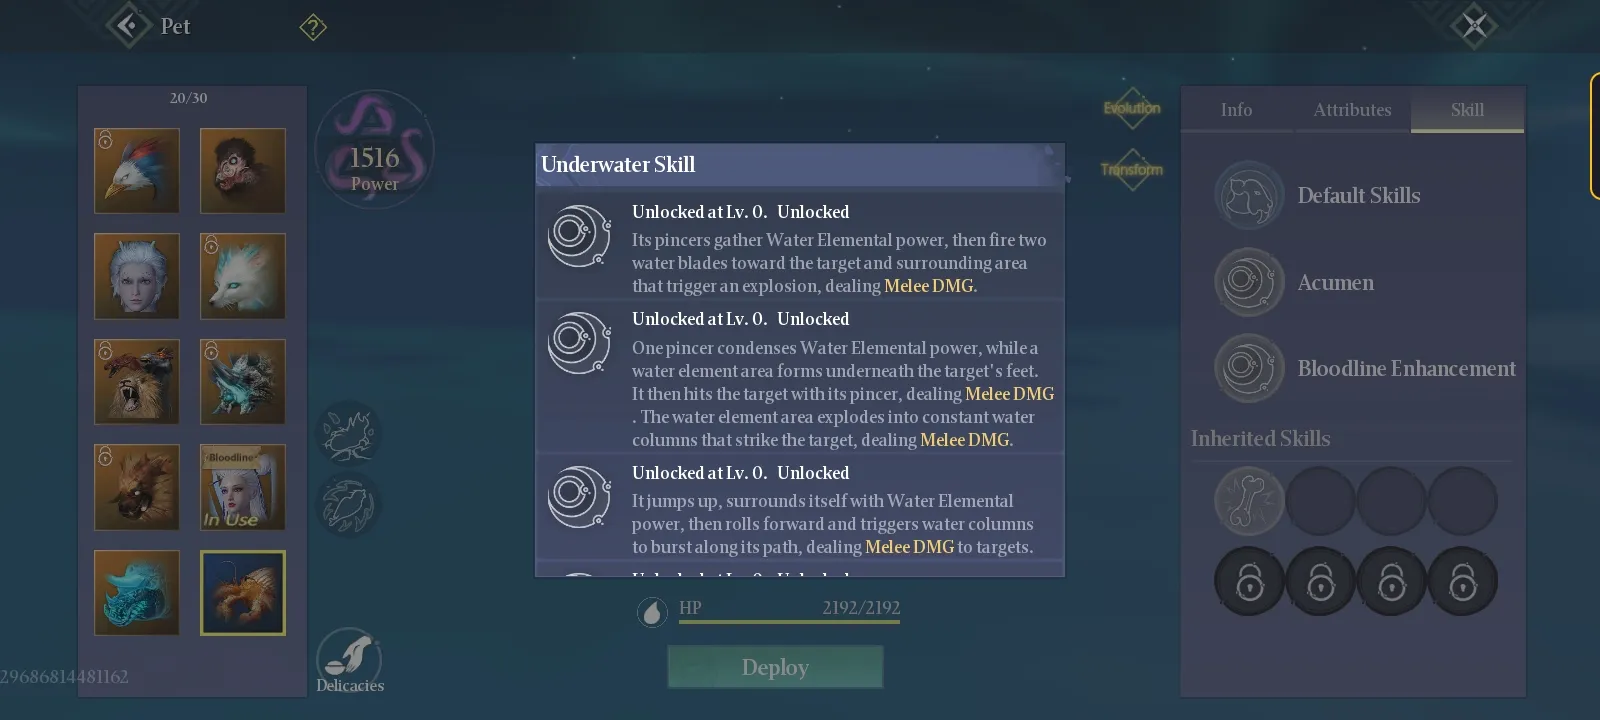 Pet
?
20/30
1516
Power
Bloodline
In Use
Delicacies
29686814481162
Evolution
Transform
Underwater Skill
Unlocked at Lv. 0. Unlocked
Its pincers gather Water Elemental power, then fire two
water blades toward the target and surrounding area
that trigger an explosion, dealing Melee DMG.
Unlocked at Lv. 0. Unlocked
One pincer condenses Water Elemental power, while a
water element area forms underneath the target's feet.
It then hits the target with its pincer, dealing Melee DMG
. The water element area explodes into constant water
columns that strike the target, dealing Melee DMG.
Unlocked at Lv. 0. Unlocked
It jumps up, surrounds itself with Water Elemental
power, then rolls forward and triggers water columns
to burst along its path, dealing Melee DMG to targets.
HP 2192/2192
Deploy
Info Attributes Skill
Default Skills
Acumen
Bloodline Enhancement
Inherited Skills